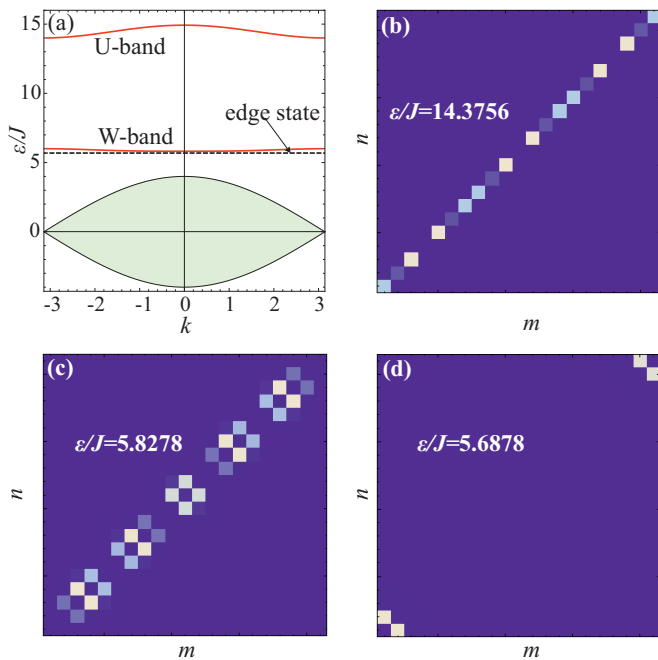 (a)
15
10
5
0
ε/J
U-band
W-band
edge state
-3 -2 -1 0 1 2 3
k
(b)
ε/J=14.3756
n
m
(c)
ε/J=5.8278
n
m
(d)
ε/J=5.6878
n
m